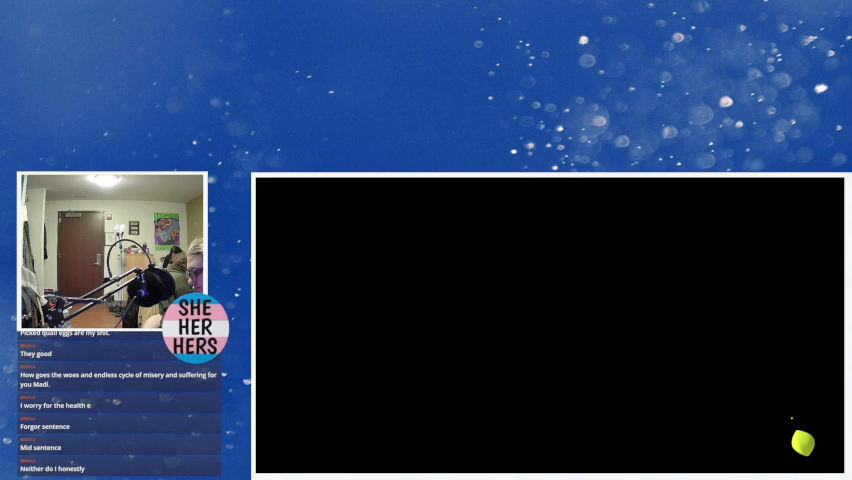 SHE
HER
HERS
Picked quail eggs are my shit.
They good
How goes the woes and endless cycle of misery and suffering for
you Madi.
I worry for the health e
Forgor sentence
Mid sentence
Neither do I honestly